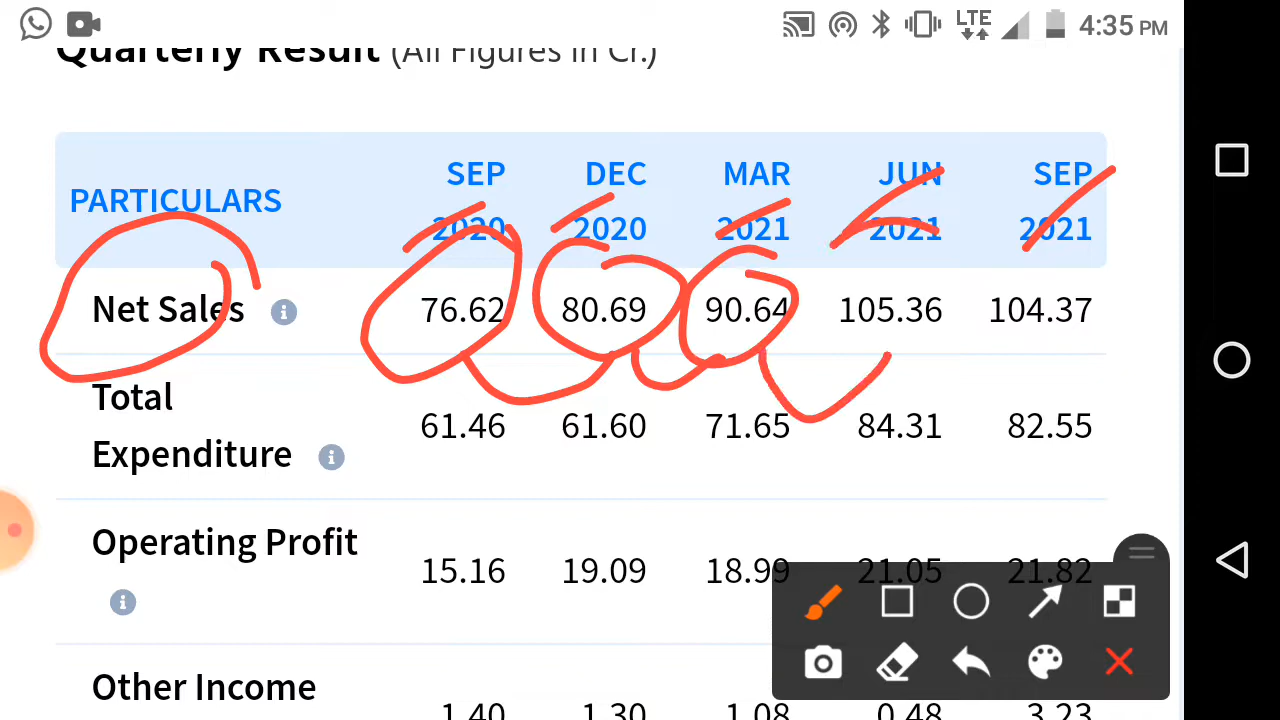 LTE 4:35 PM
Quarterly Result (All Figures in Cr.)
PARTICULARS SEP 2020 DEC 2020 MAR 2021 JUN 2021 SEP 2021
Net Sales 76.62 80.69 90.64 105.36 104.37
Total Expenditure 61.46 61.60 71.65 84.31 82.55
Operating Profit 15.16 19.09 18.99 21.05 21.82
Other Income 1.40 1.30 1.08 0.48 3.23